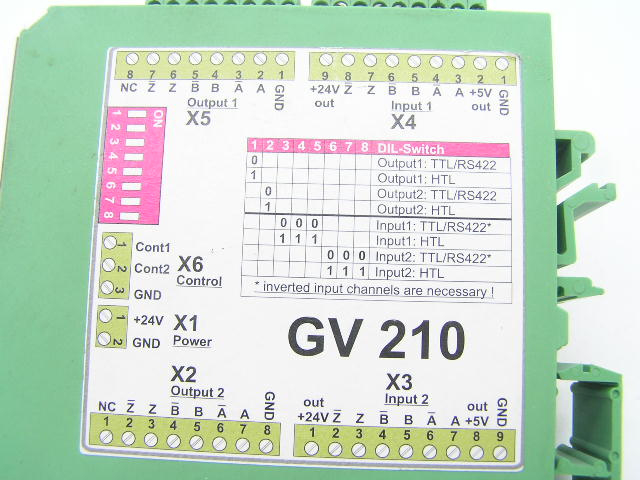 8 7 6 5 4 3 2 1
NC Z̅ Z B̅ B A̅ A GND
Output 1
X5
9 8 7 6 5 4 3 2 1
+24V out Z̅ Z B̅ B A̅ A +5V out GND
Input 1
X4
ON
1 2 3 4 5 6 7 8
1 2 3 4 5 6 7 8 DIL-Switch
0 Output1: TTL/RS422
1 Output1: HTL
0 Output2: TTL/RS422
1 Output2: HTL
0 0 0 Input1: TTL/RS422*
1 1 1 Input1: HTL
0 0 0 Input2: TTL/RS422*
1 1 1 Input2: HTL
* inverted input channels are necessary !
1 Cont1
2 Cont2
3 GND
X6
Control
1 +24V
2 GND
X1
Power
GV 210
X2
Output 2
NC Z̅ Z B̅ B A̅ A GND
1 2 3 4 5 6 7 8
X3
Input 2
out +24V Z̅ Z B̅ B A̅ A out +5V GND
1 2 3 4 5 6 7 8 9